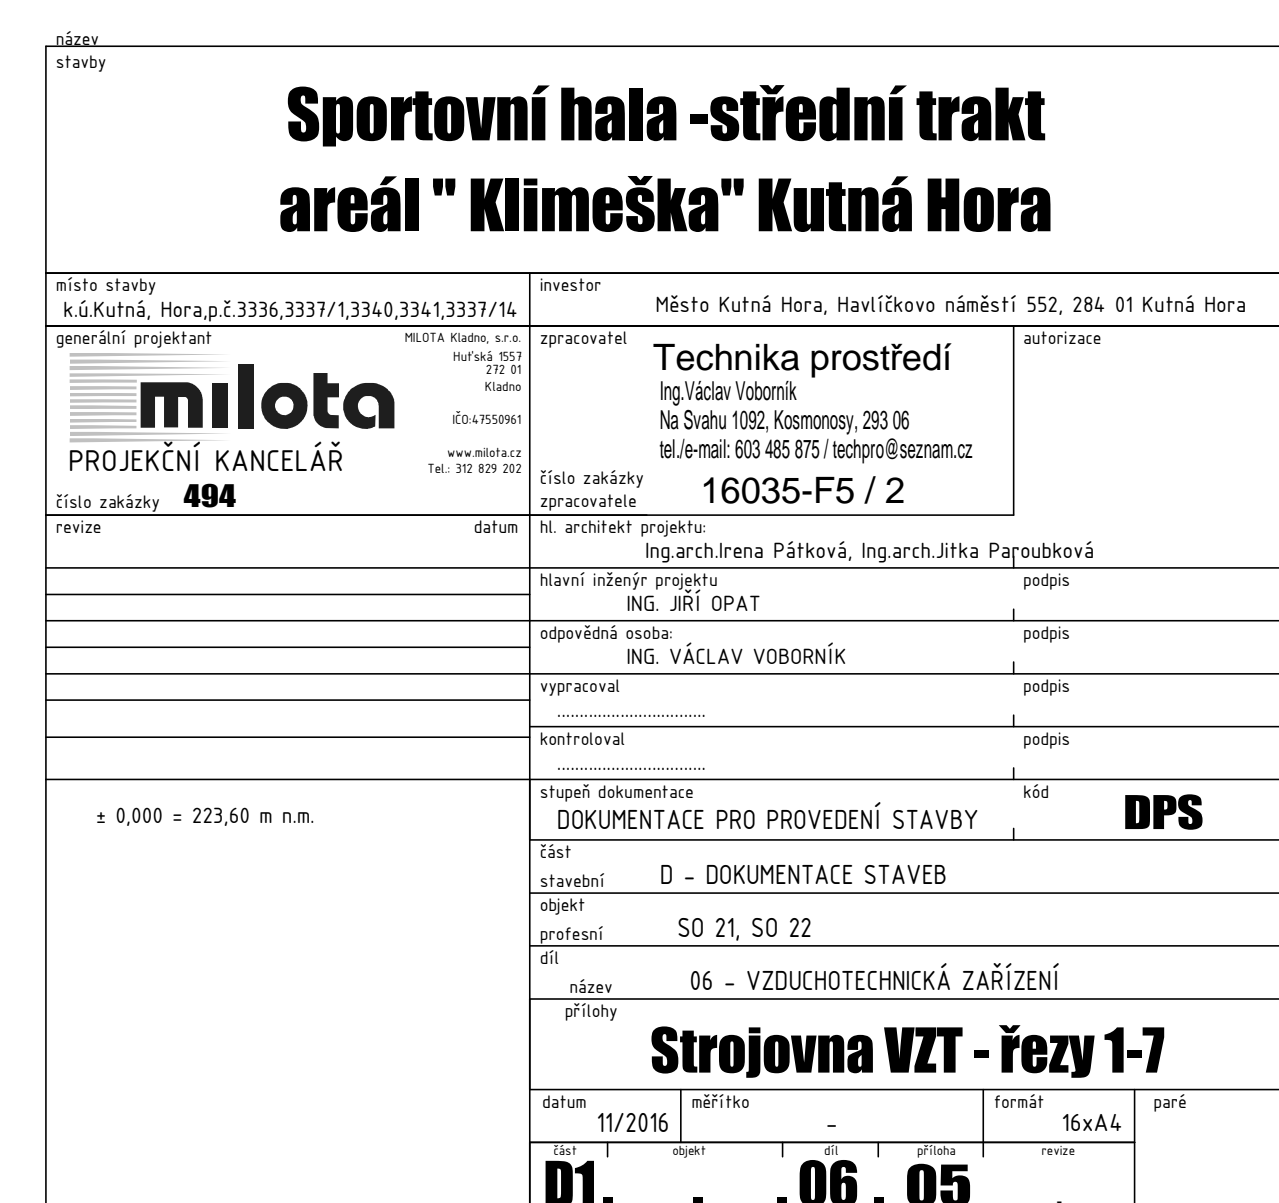 název
stavby
Sportovní hala -střední trakt
areál " Klimeška" Kutná Hora
místo stavby
k.ú.Kutná, Hora,p.č.3336,3337/1,3340,3341,3337/14
investor
Město Kutná Hora, Havlíčkovo náměstí 552, 284 01 Kutná Hora
generální projektant
MILOTA Kladno, s.r.o.
Huťská 1557
272 01
Kladno
IČO:47550961
www.milota.cz
Tel.: 312 829 202
milota
PROJEKČNÍ KANCELÁŘ
číslo zakázky 494
zpracovatel
Technika prostředí
Ing.Václav Voborník
Na Svahu 1092, Kosmonosy, 293 06
tel./e-mail: 603 485 875 / techpro@seznam.cz
číslo zakázky
zpracovatele
16035-F5 / 2
autorizace
revize datum
hl. architekt projektu:
Ing.arch.Irena Pátková, Ing.arch.Jitka Paroubková
hlavní inženýr projektu
ING. JIŘÍ OPAT
podpis
odpovědná osoba:
ING. VÁCLAV VOBORNÍK
podpis
vypracoval
.................................
podpis
kontroloval
.................................
podpis
± 0,000 = 223,60 m n.m.
stupeň dokumentace
DOKUMENTACE PRO PROVEDENÍ STAVBY
kód
DPS
část
stavební
D - DOKUMENTACE STAVEB
objekt
profesní
SO 21, SO 22
díl
název
06 - VZDUCHOTECHNICKÁ ZAŘÍZENÍ
přílohy
Strojovna VZT - řezy 1-7
datum
11/2016
měřítko
-
formát
16xA4
paré
část objekt díl příloha revize
D1. . . 06 . 05 .